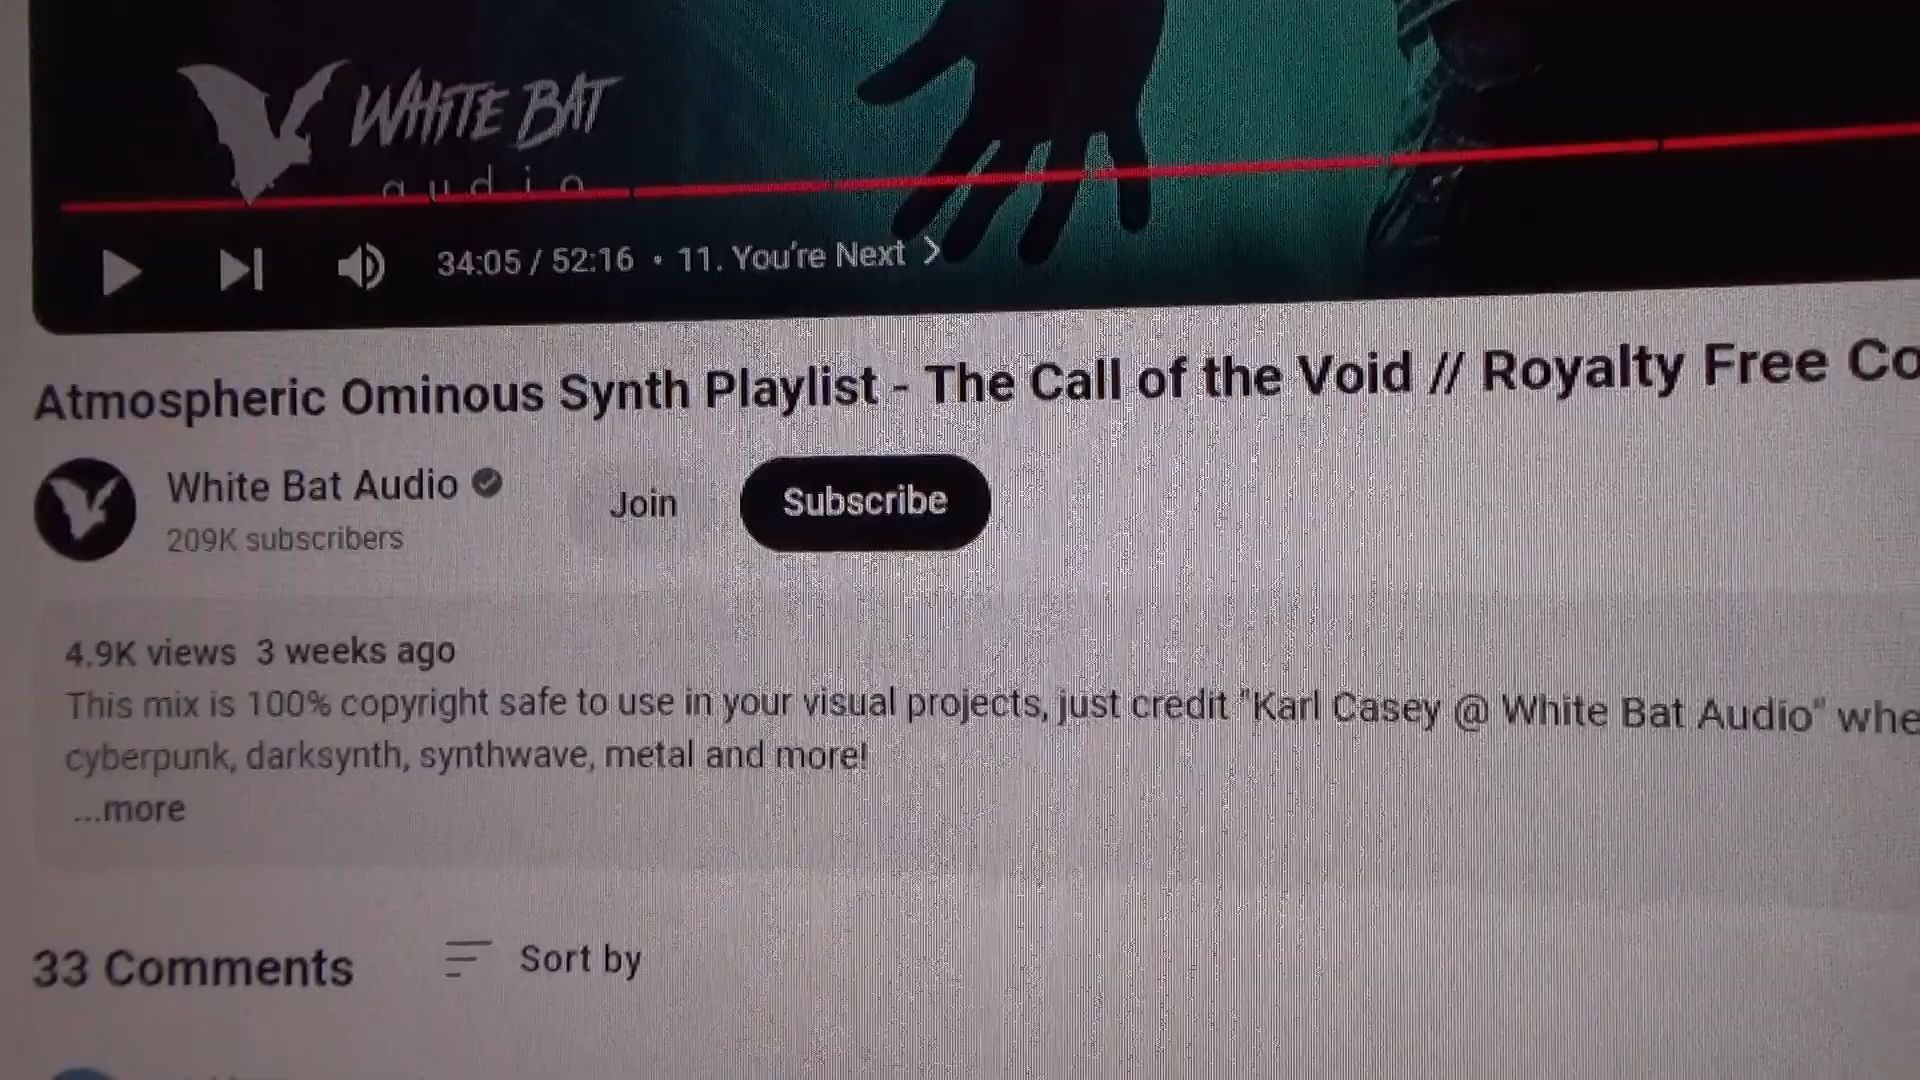 WHITE BAT
audio
34:05 / 52:16 • 11. You're Next
Atmospheric Ominous Synth Playlist - The Call of the Void // Royalty Free
White Bat Audio
209K subscribers
Join
Subscribe
4.9K views 3 weeks ago
This mix is 100% copyright safe to use in your visual projects, just credit "Karl Casey @ White Bat Audio"
cyberpunk, darksynth, synthwave, metal and more!
...more
33 Comments
Sort by